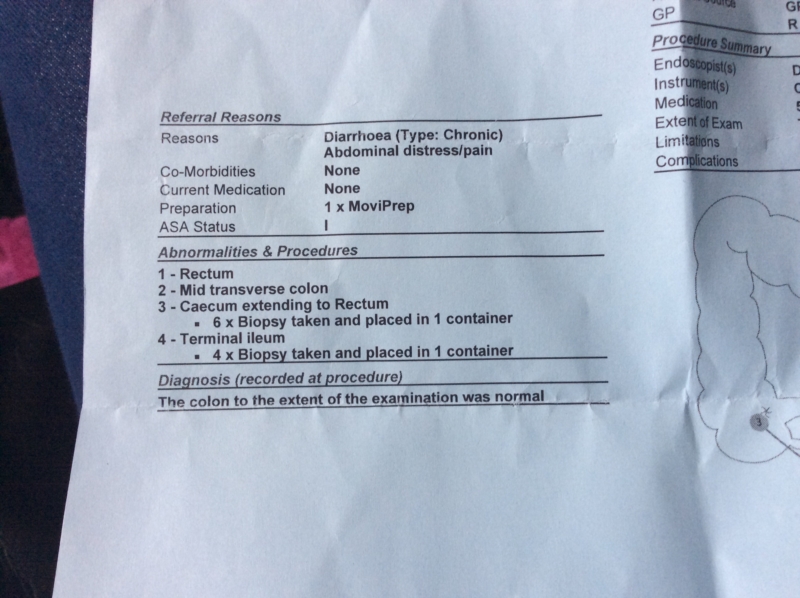 Referral Reasons
Reasons Diarrhoea (Type: Chronic)
Abdominal distress/pain
Co-Morbidities None
Current Medication None
Preparation 1 x MoviPrep
ASA Status I
Abnormalities & Procedures
1 - Rectum
2 - Mid transverse colon
3 - Caecum extending to Rectum
▪ 6 x Biopsy taken and placed in 1 container
4 - Terminal ileum
▪ 4 x Biopsy taken and placed in 1 container
Diagnosis (recorded at procedure)
The colon to the extent of the examination was normal
GP R
Procedure Summary
Endoscopist(s)
Instrument(s)
Medication
Extent of Exam
Limitations
Complications
3